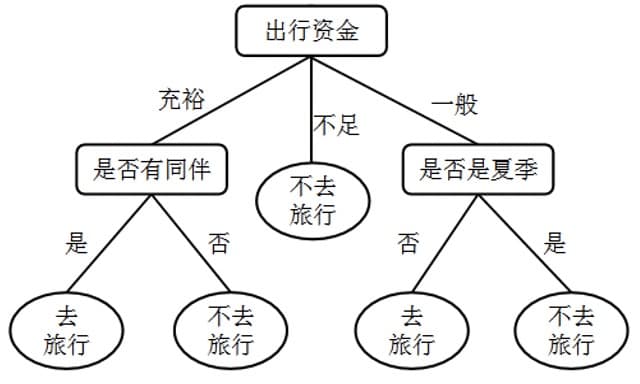 出行资金
充裕
不足
一般
是否有同伴
不去
旅行
是否是夏季
是
否
否
是
去
旅行
不去
旅行
去
旅行
不去
旅行